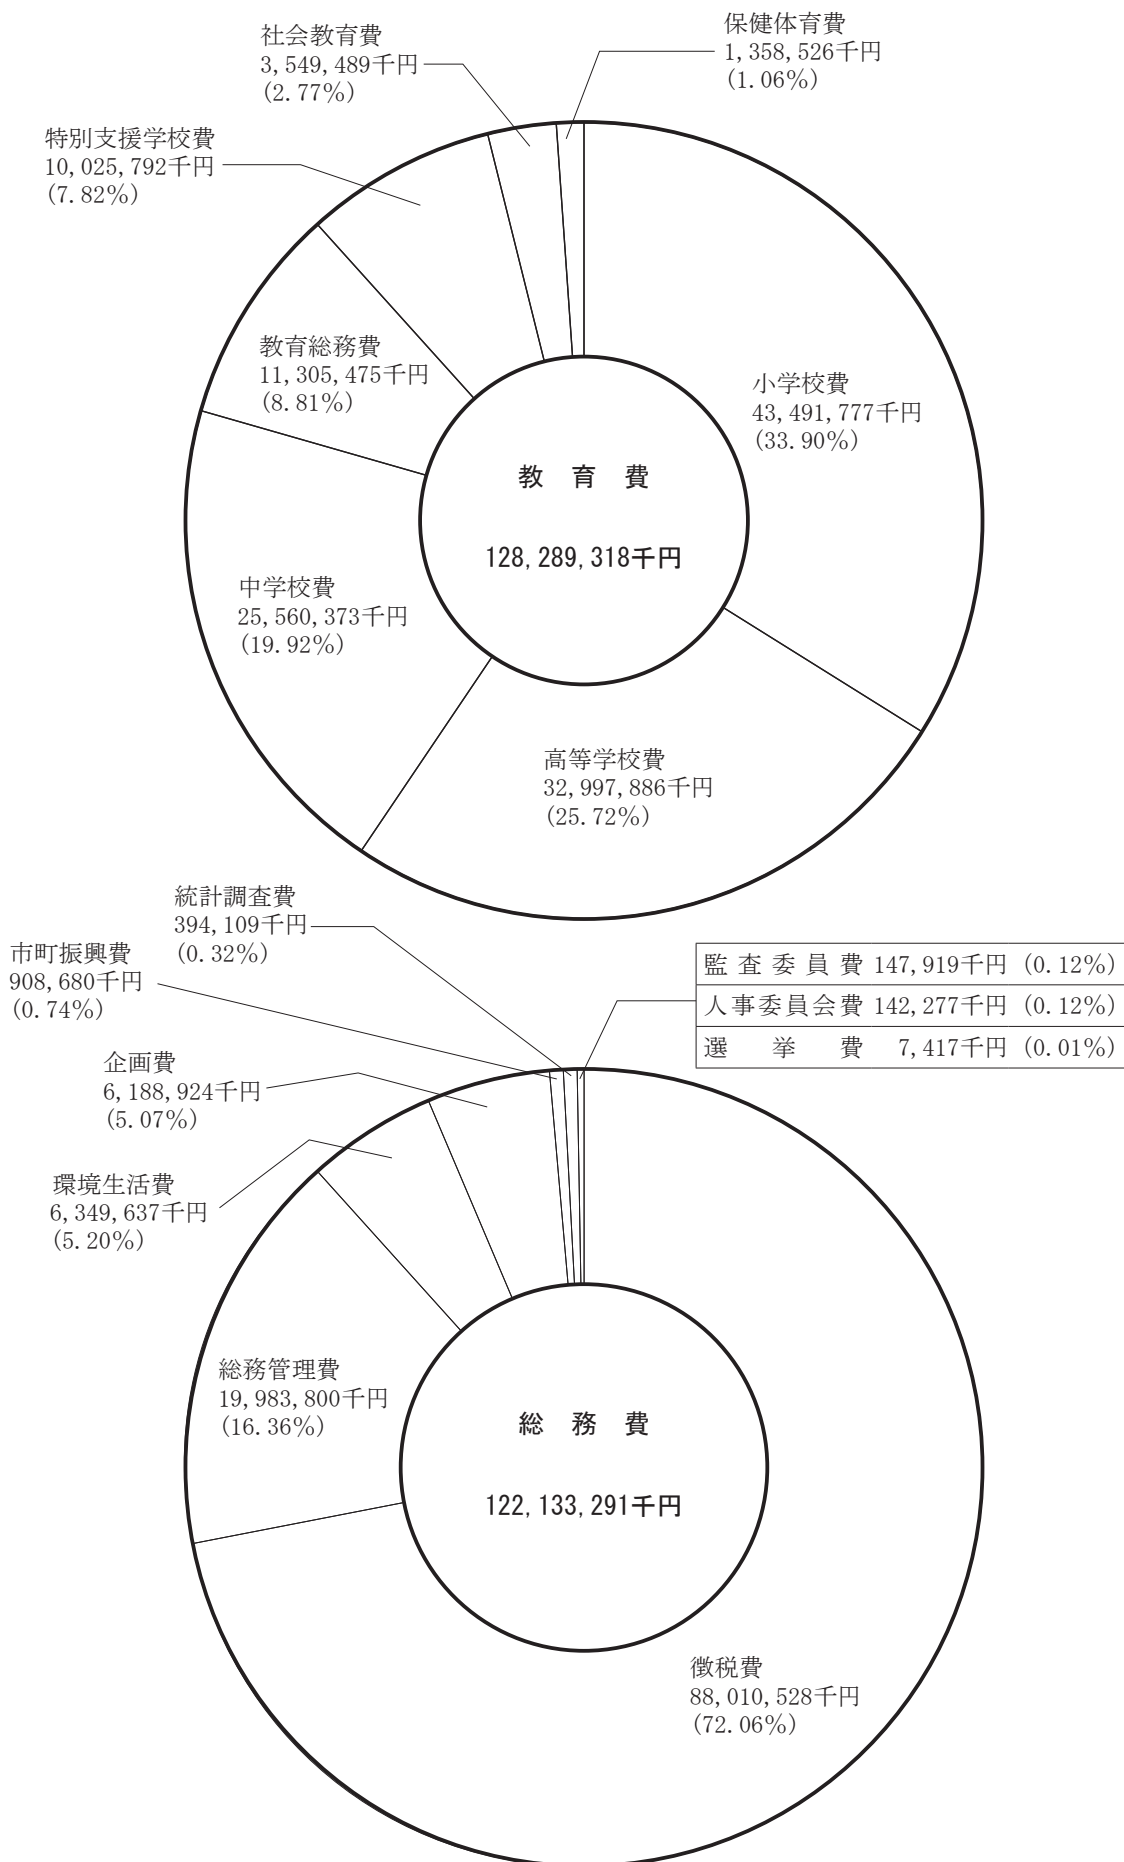 保健体育費
1,358,526千円
(1.06%)
社会教育費
3,549,489千円
(2.77%)
特別支援学校費
10,025,792千円
(7.82%)
教育総務費
11,305,475千円
(8.81%)
小学校費
43,491,777千円
(33.90%)
教育費
128,289,318千円
中学校費
25,560,373千円
(19.92%)
高等学校費
32,997,886千円
(25.72%)
統計調査費
394,109千円
(0.32%)
市町振興費
908,680千円
(0.74%)
監査委員費 147,919千円 (0.12%)
人事委員会費 142,277千円 (0.12%)
選挙費 7,417千円 (0.01%)
企画費
6,188,924千円
(5.07%)
環境生活費
6,349,637千円
(5.20%)
総務管理費
19,983,800千円
(16.36%)
総務費
122,133,291千円
徴税費
88,010,528千円
(72.06%)